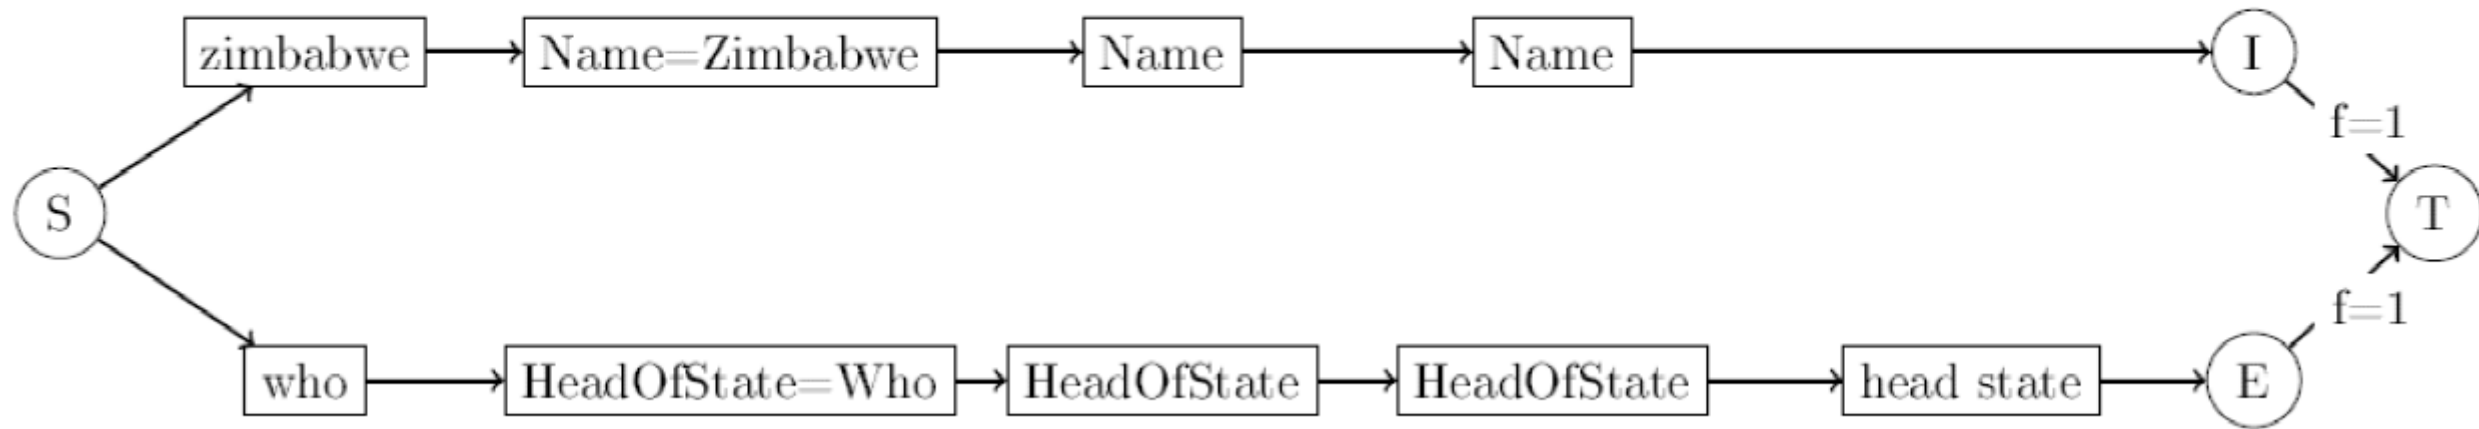 zimbabwe Name=Zimbabwe Name Name I
f=1
S T
f=1
who HeadOfState=Who HeadOfState HeadOfState head state E